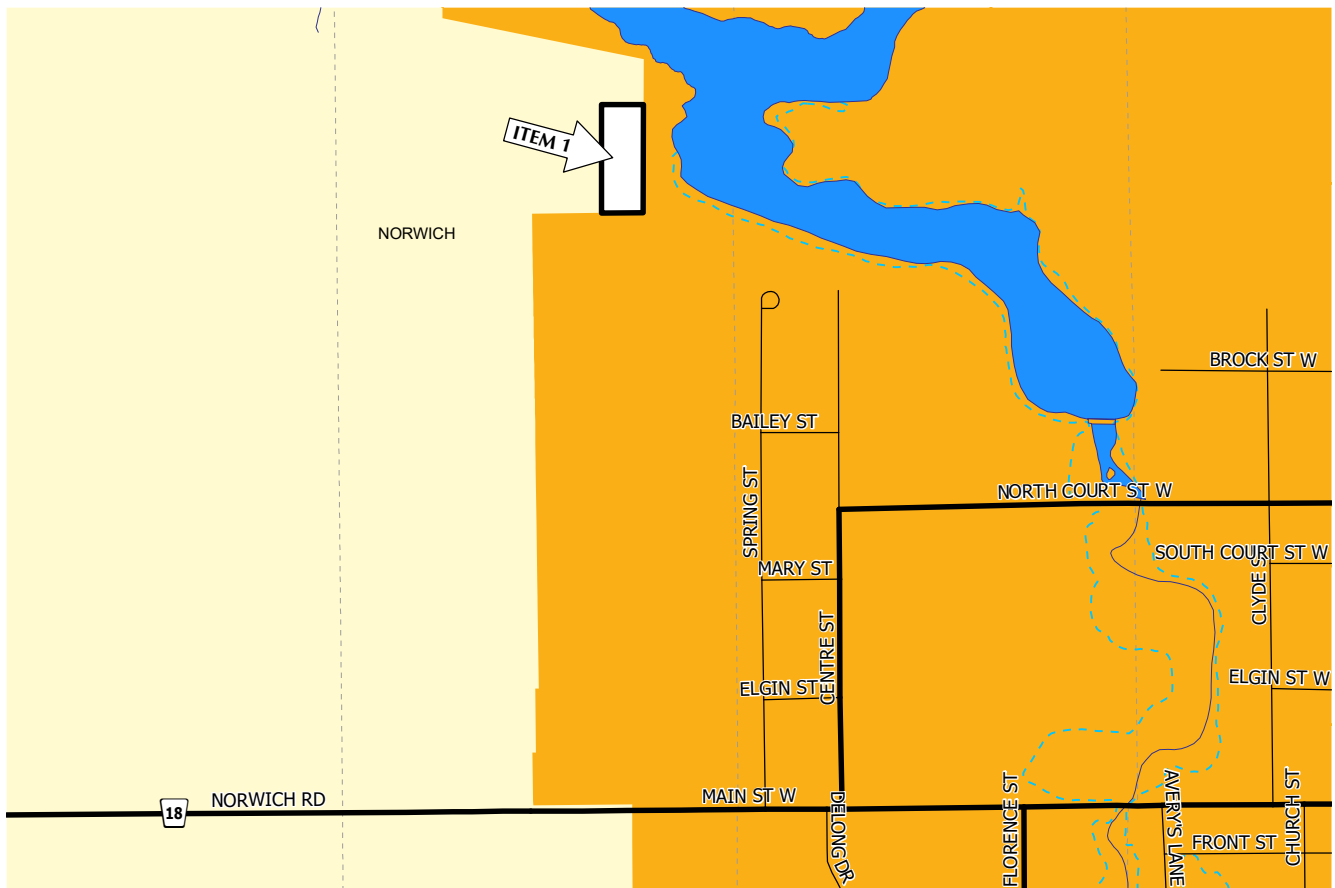 ITEM 1
NORWICH
BROCK ST W
BAILEY ST
SPRING ST
NORTH COURT ST W
SOUTH COURT ST W
MARY ST
CLYDE S
CENTRE ST
ELGIN ST
ELGIN ST W
18
NORWICH RD
MAIN ST W
DELONG DR
FLORENCE ST
AVERY'S LANE
CHURCH ST
FRONT ST